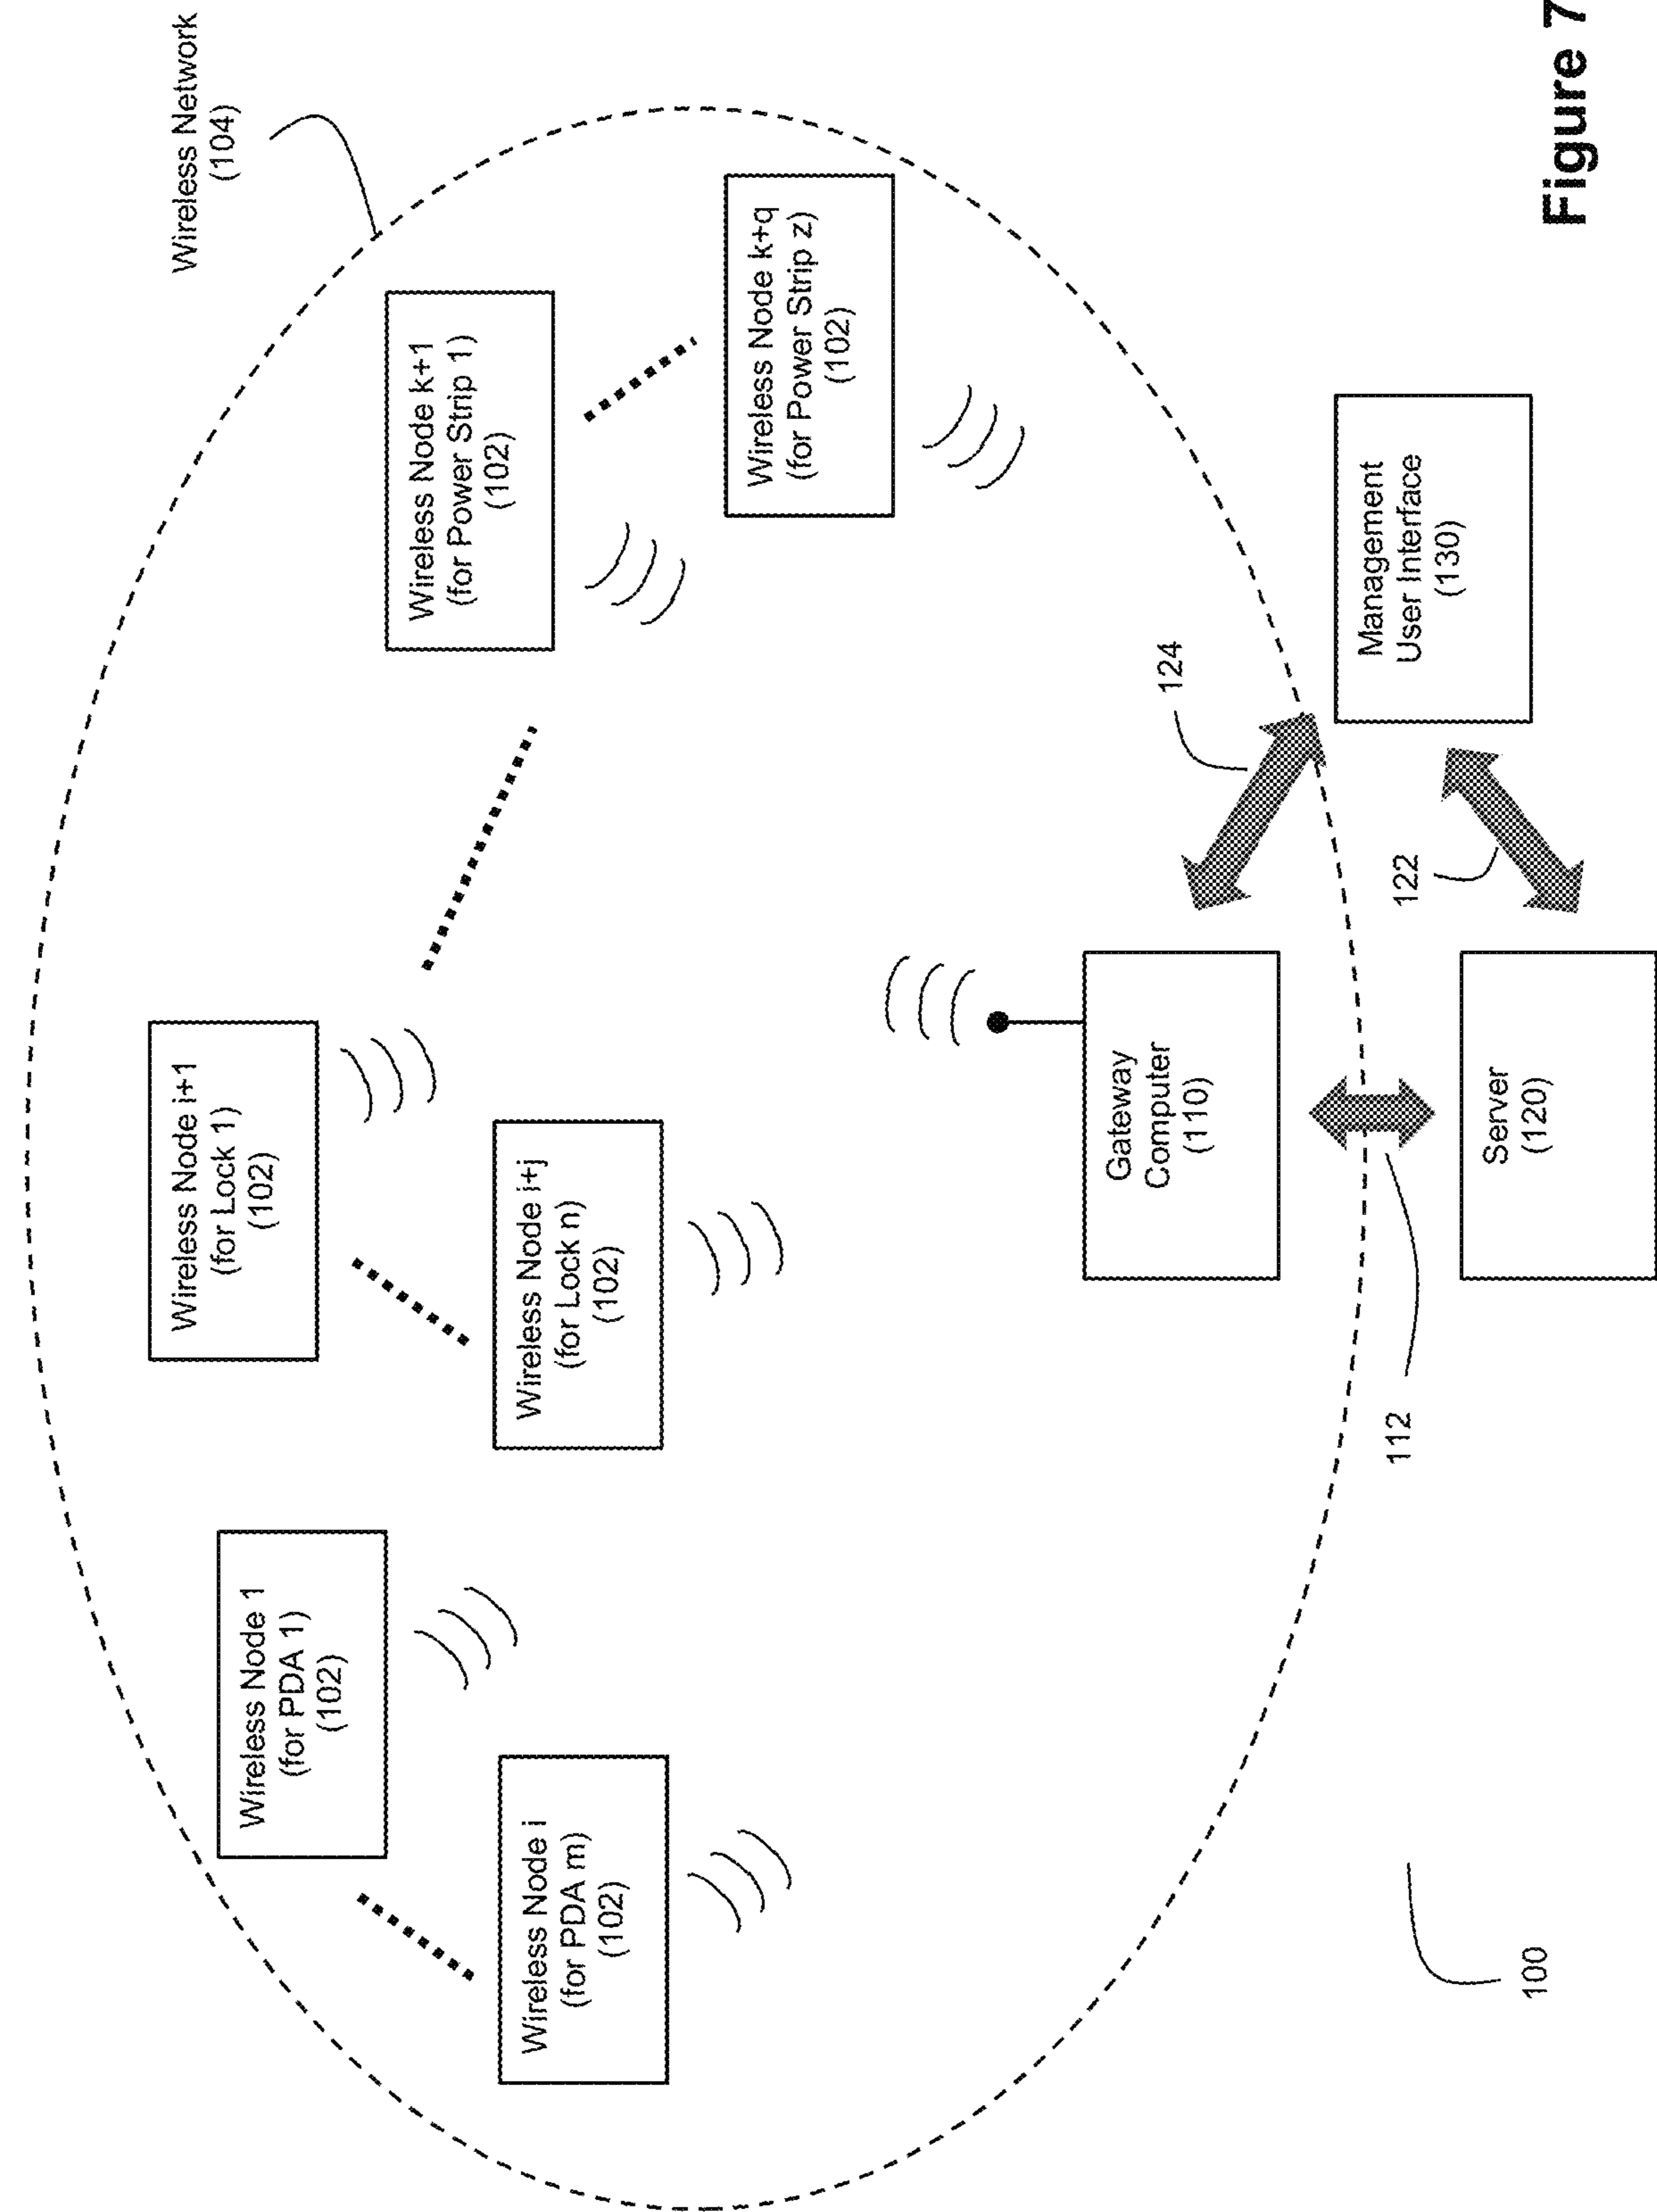 Wireless Network
(104)
Wireless Node i+1
(for Lock 1)
(102)
Wireless Node 1
(for PDA 1)
(102)
Wireless Node k+1
(for Power Strip 1)
(102)
Wireless Node i+j
(for Lock n)
(102)
Wireless Node i
(for PDA m)
(102)
Wireless Node k+q
(for Power Strip z)
(102)
Gateway
Computer
(110)
124
Management
User Interface
(130)
122
112
Server
(120)
100
Figure 7